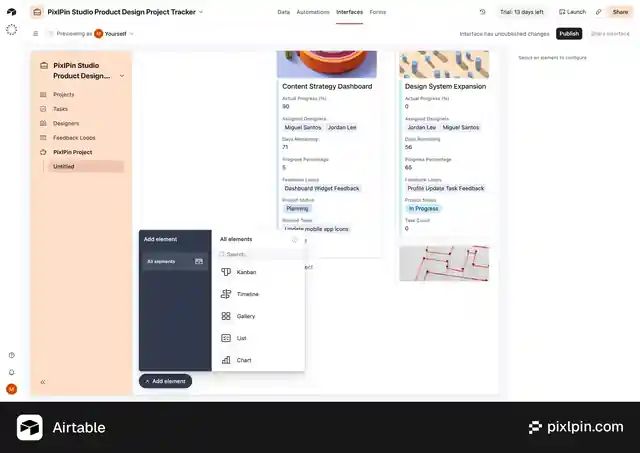 PixlPin Studio Product Design Project Tracker
Data
Automations
Interfaces
Forms
Trial: 13 days left
Launch
Share
Previewing as
M
Yourself
Interface has unpublished changes
Publish
Share interface
PixlPin Studio
Product Design...
Projects
Tasks
Designers
Feedback Loops
PixlPin Project
Untitled
Select an element to configure
Content Strategy Dashboard
Actual Progress (%)
90
Assigned Designers
Miguel Santos
Jordan Lee
Days Remaining
71
Progress Percentage
5
Feedback Loops
Dashboard Widget Feedback
Project Status
Planning
Related Tasks
Update mobile app icons
Design System Expansion
Actual Progress (%)
0
Assigned Designers
Jordan Lee
Miguel Santos
Days Remaining
56
Progress Percentage
65
Feedback Loops
Profile Update Task Feedback
Project Status
In Progress
Task Count
0
Add element
All elements
All elements
Search...
Kanban
Timeline
Gallery
List
Chart
Add element
M
Airtable
pixlpin.com